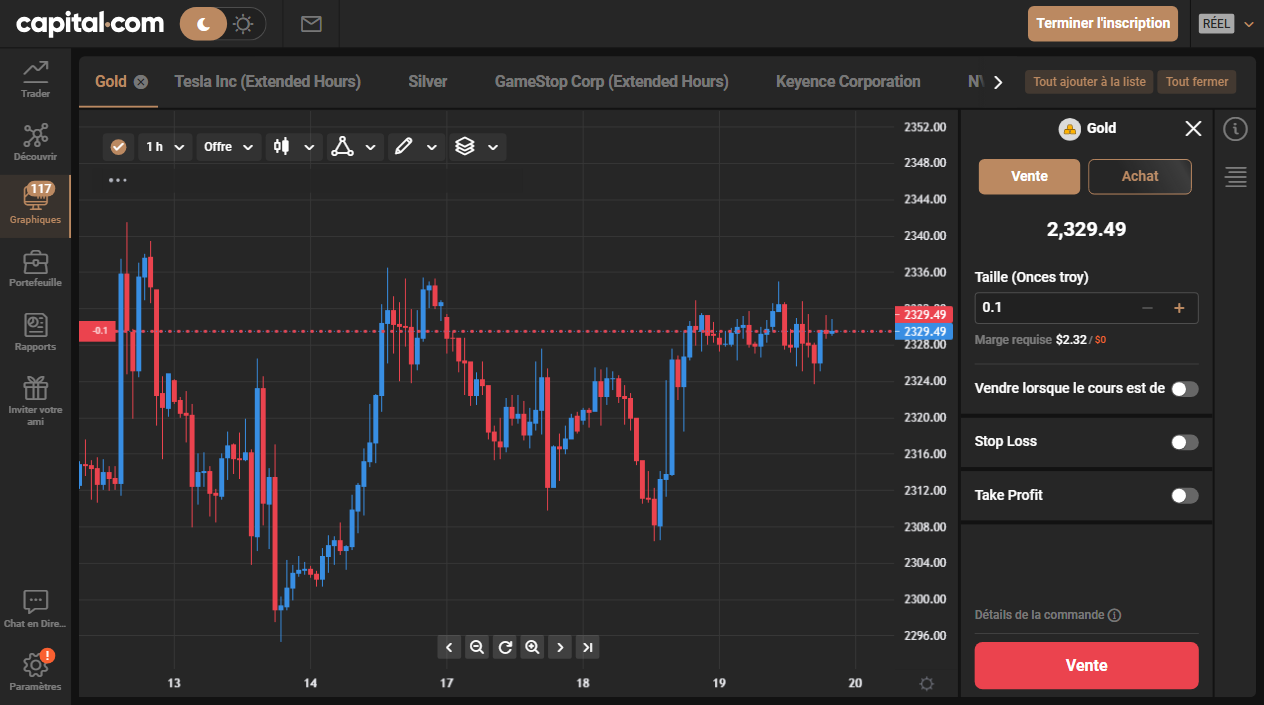 capital.com
Terminer l'inscription
RÉEL
Trader
Découvrir
117
Graphiques
Portefeuille
Rapports
Inviter votre
ami
Chat en Dire...
!
Paramètres
Gold
Tesla Inc (Extended Hours)
Silver
GameStop Corp (Extended Hours)
Keyence Corporation
Tout ajouter à la liste
Tout fermer
1 h
Offre
2352.00
2348.00
2344.00
2340.00
2336.00
2329.49
2329.49
2328.00
2324.00
2320.00
2316.00
2312.00
2308.00
2304.00
2300.00
2296.00
-0.1
13
14
17
18
19
20
Gold
Vente
Achat
2,329.49
Taille (Onces troy)
0.1
Marge requise $2.32 / $0
Vendre lorsque le cours est de
Stop Loss
Take Profit
Détails de la commande
Vente